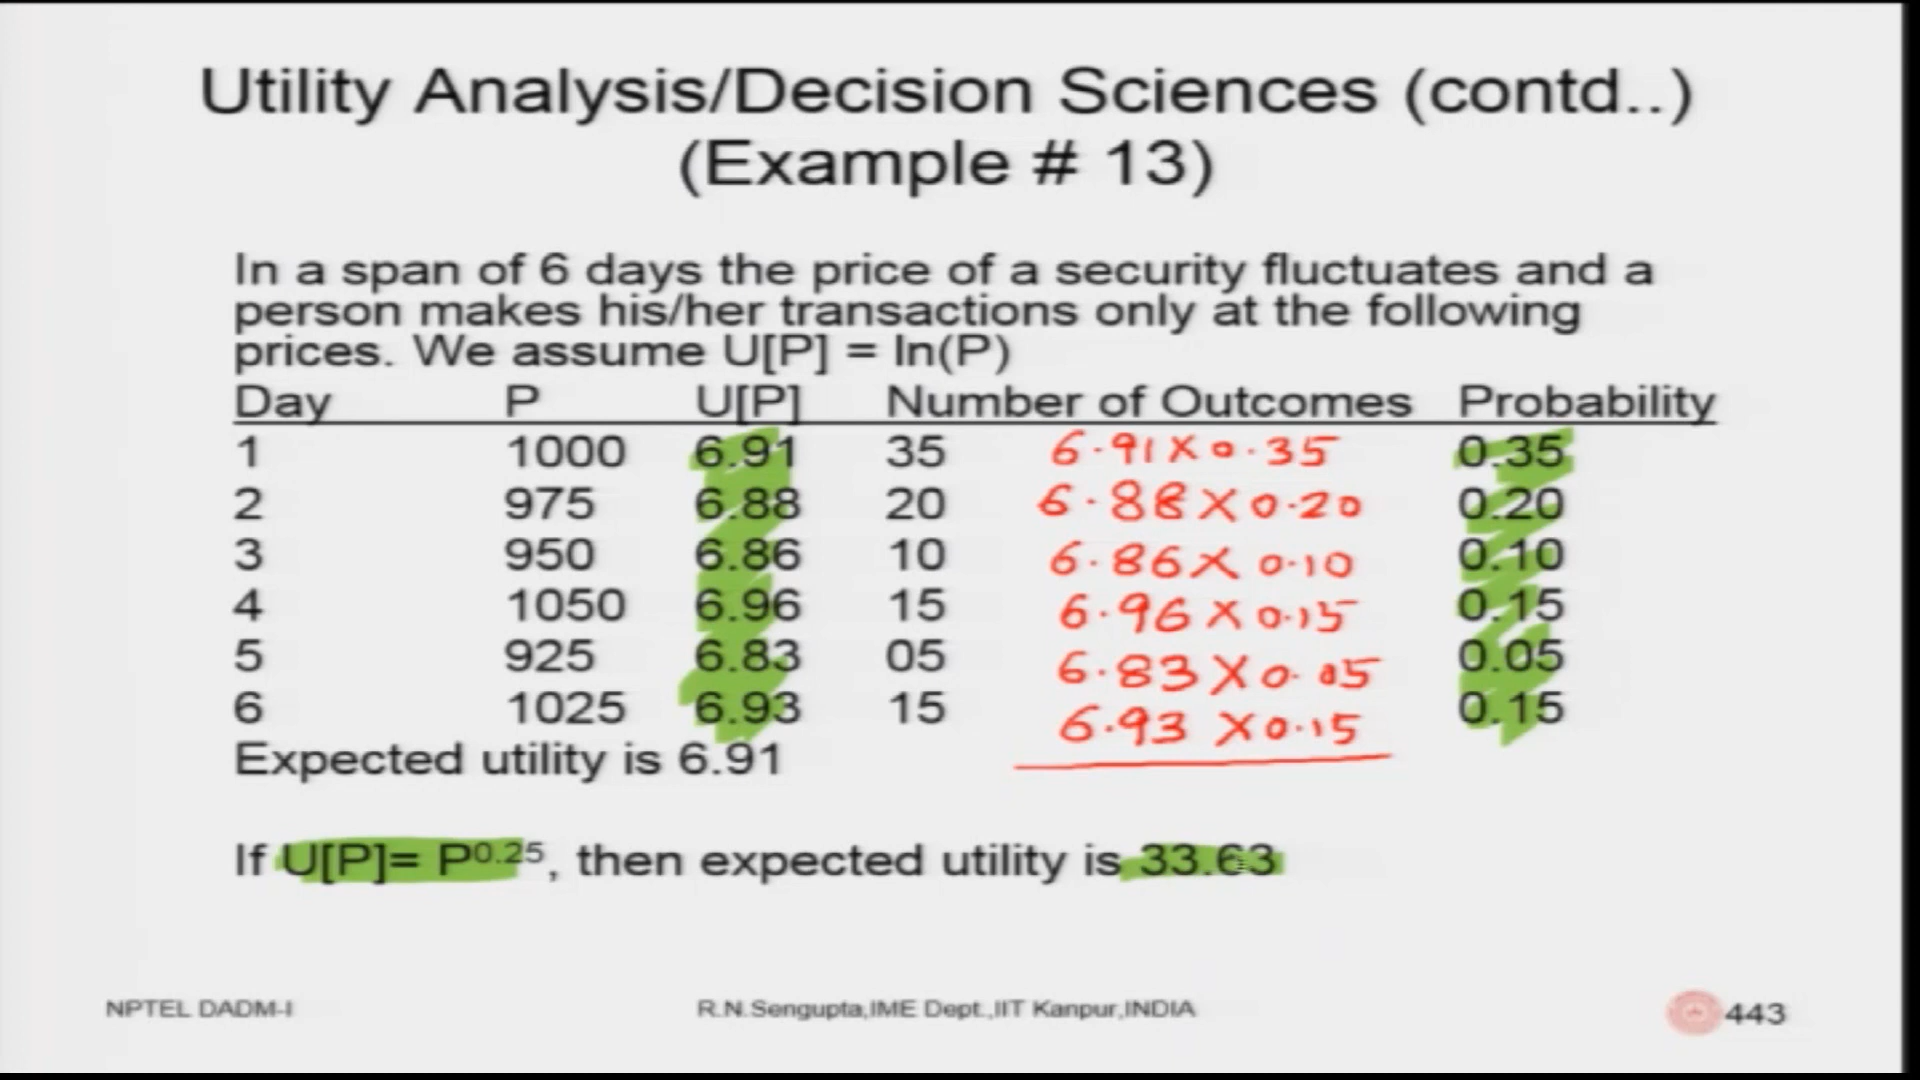 Utility Analysis/Decision Sciences (contd..)
(Example # 13)
In a span of 6 days the price of a security fluctuates and a
person makes his/her transactions only at the following
prices. We assume U[P] = ln(P)
Day P U[P] Number of Outcomes Probability
1 1000 6.91 35 6.91 X 0.35 0.35
2 975 6.88 20 6.88 X 0.20 0.20
3 950 6.86 10 6.86 X 0.10 0.10
4 1050 6.96 15 6.96 X 0.15 0.15
5 925 6.83 05 6.83 X 0.05 0.05
6 1025 6.93 15 6.93 X 0.15 0.15
Expected utility is 6.91
If U[P]= P^0.25, then expected utility is 33.63
NPTEL DADM-I R.N.Sengupta,IME Dept.,IIT Kanpur,INDIA 443